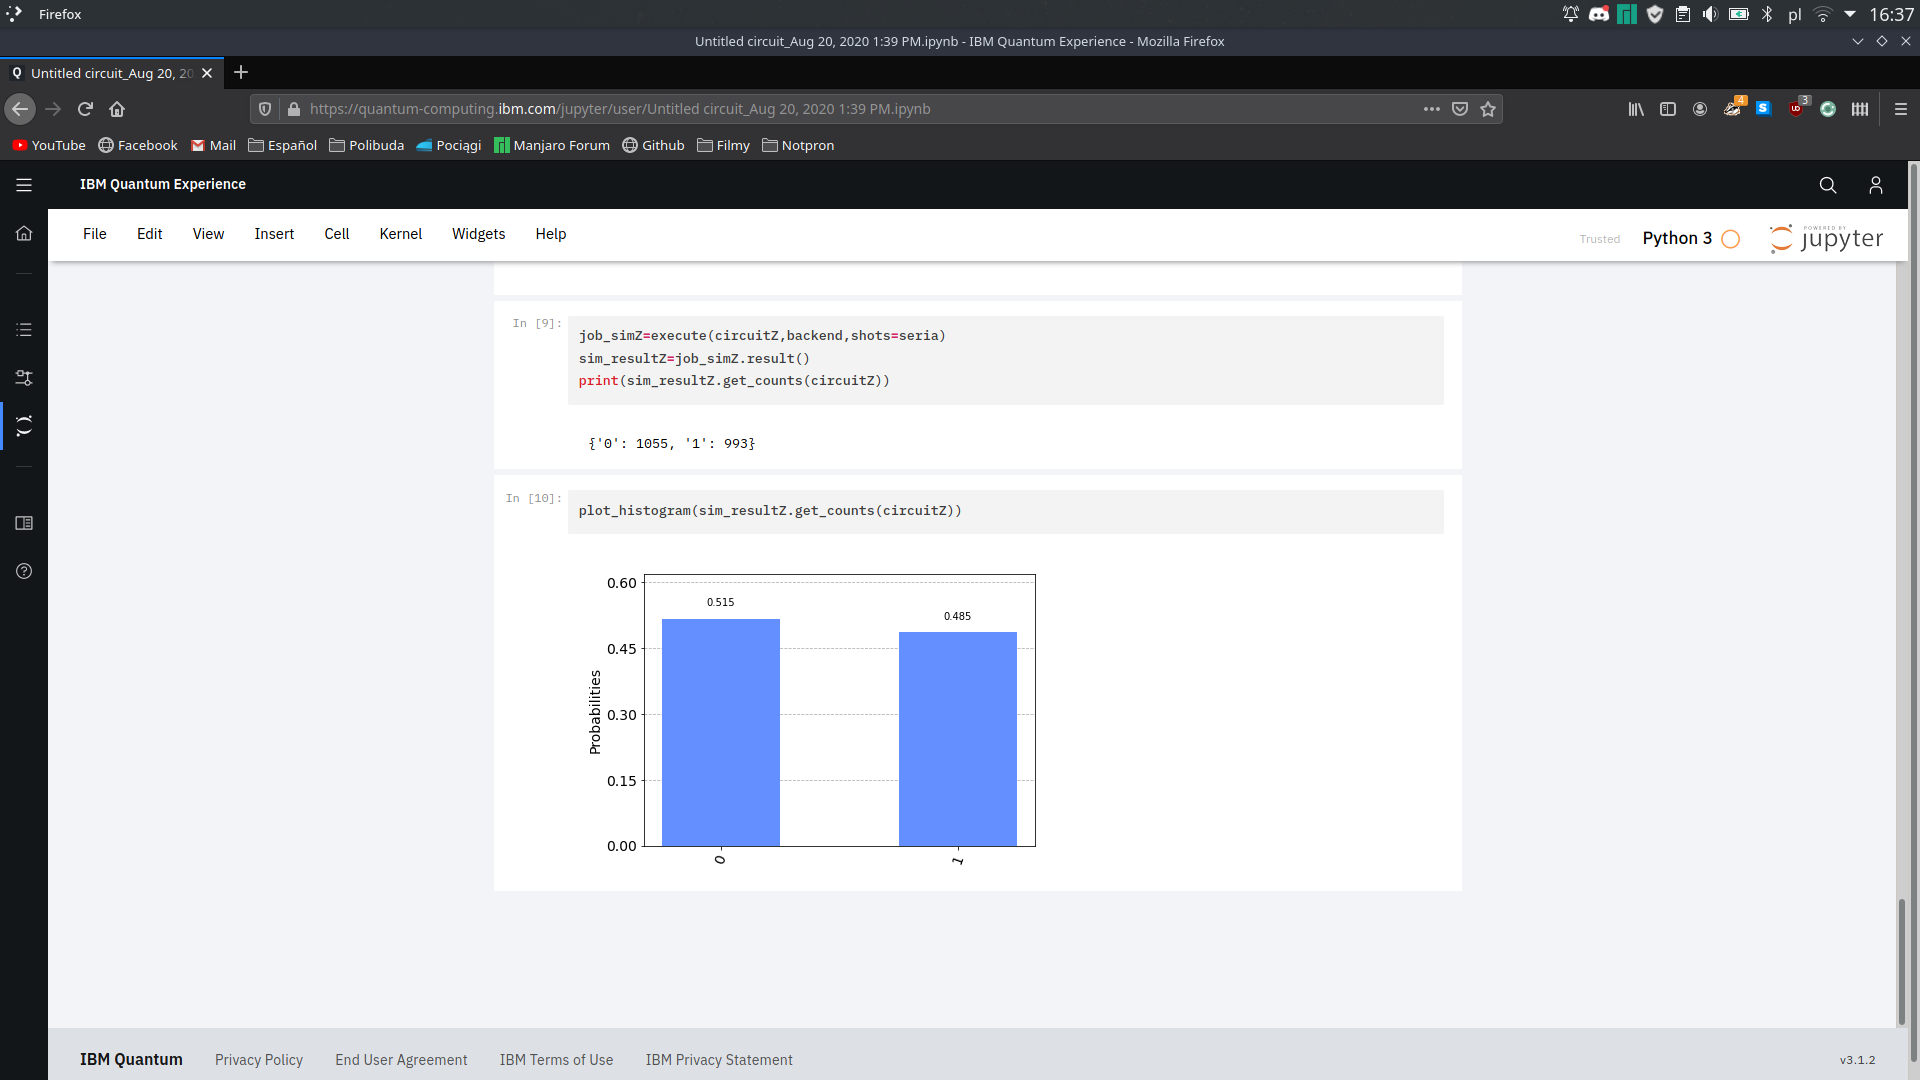 Firefox
pl
16:37
Untitled circuit_Aug 20, 2020 1:39 PM.ipynb - IBM Quantum Experience - Mozilla Firefox
Q Untitled circuit_Aug 20, 20
https://quantum-computing.ibm.com/jupyter/user/Untitled circuit_Aug 20, 2020 1:39 PM.ipynb
4 S 3
YouTube Facebook Mail Español Polibuda Pociągi Manjaro Forum Github Filmy Notpron
IBM Quantum Experience
File Edit View Insert Cell Kernel Widgets Help
Trusted Python 3
POWERED BY
jupyter
In [9]:
job_simZ=execute(circuitZ,backend,shots=seria)
sim_resultZ=job_simZ.result()
print(sim_resultZ.get_counts(circuitZ))
{'0': 1055, '1': 993}
In [10]:
plot_histogram(sim_resultZ.get_counts(circuitZ))
0.60
0.515
0.485
0.45
0.30
0.15
0.00
Probabilities
0
1
IBM Quantum Privacy Policy End User Agreement IBM Terms of Use IBM Privacy Statement
v3.1.2